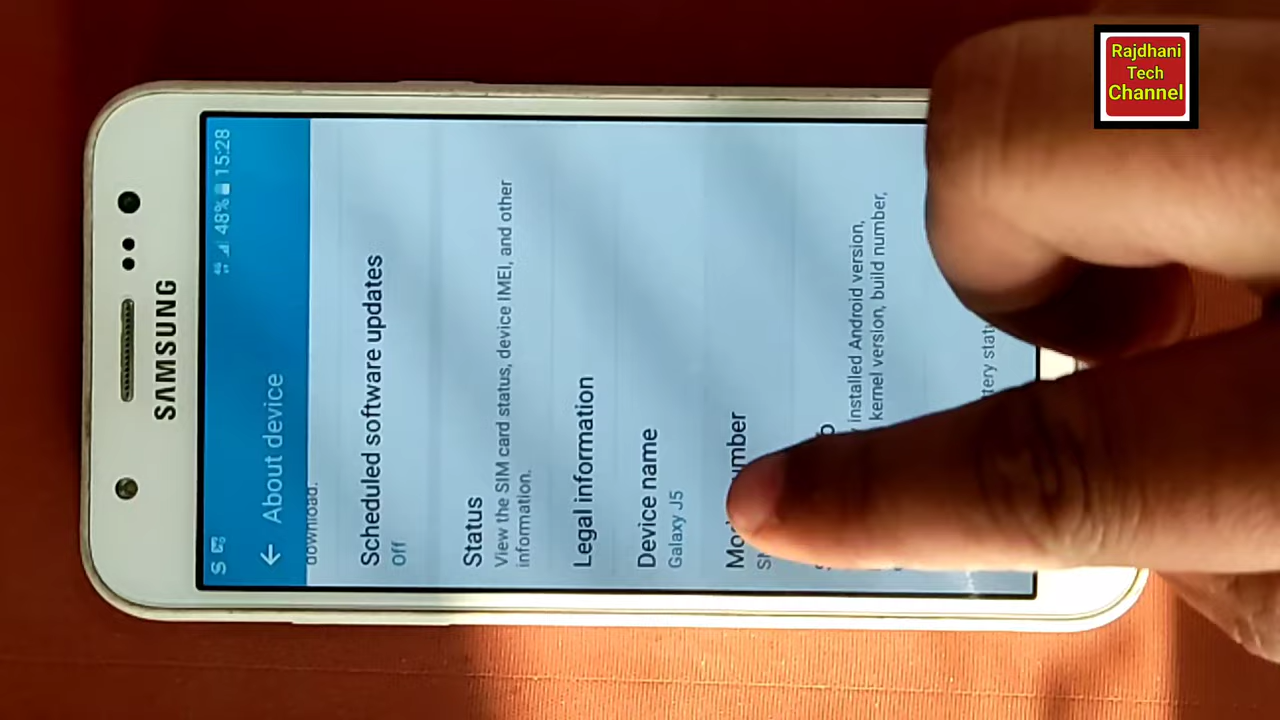 Rajdhani
Tech
Channel
SAMSUNG
48% 15:28
About device
download.
Scheduled software updates
Off
Status
View the SIM card status, device IMEI, and other
information.
Legal information
Device name
Galaxy J5
installed Android version,
kernel version, build number,